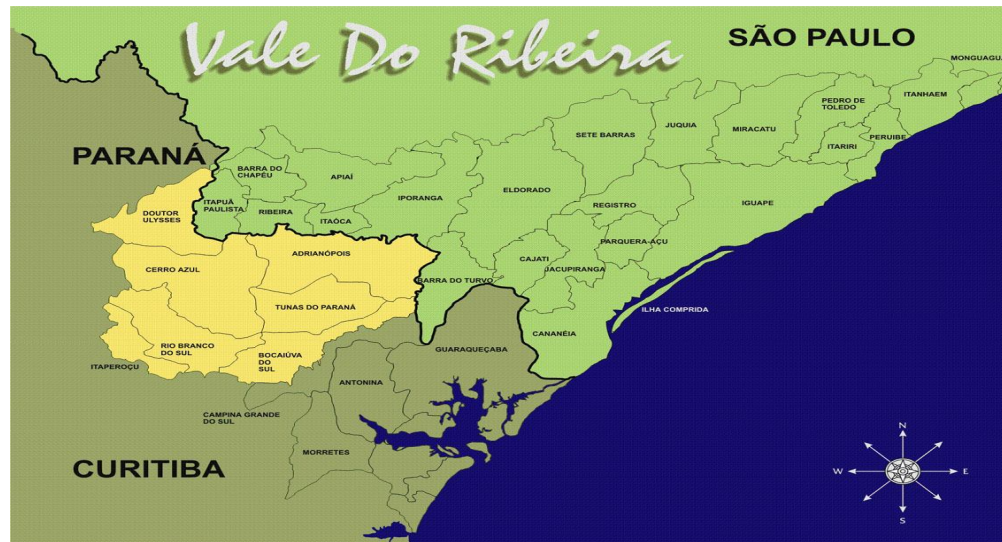 Vale Do Ribeira
SÃO PAULO
MONGUAGUA
ITANHAEM
PEDRO DE
TOLEDO
JUQUIA
MIRACATU
SETE BARRAS
PERUIBE
ITARIRI
PARANÁ
BARRA DO
CHAPÉU
APIAÍ
ELDORADO
IPORANGA
ITAPUÃ
PAULISTA
RIBEIRA
ITAÓCA
REGISTRO
IGUAPE
DOUTOR
ULYSSES
PARQUERA-AÇU
ADRIANÓPOIS
CAJATI
CERRO AZUL
JACUPIRANGA
BARRA DO TURVO
TUNAS DO PARANÁ
ILHA COMPRIDA
CANANÉIA
RIO BRANCO
DO SUL
GUARAQUEÇABA
BOCAIÚVA
DO
SUL
ITAPEROÇU
ANTONINA
CAMPINA GRANDE
DO SUL
MORRETES
CURITIBA
N
W
E
S